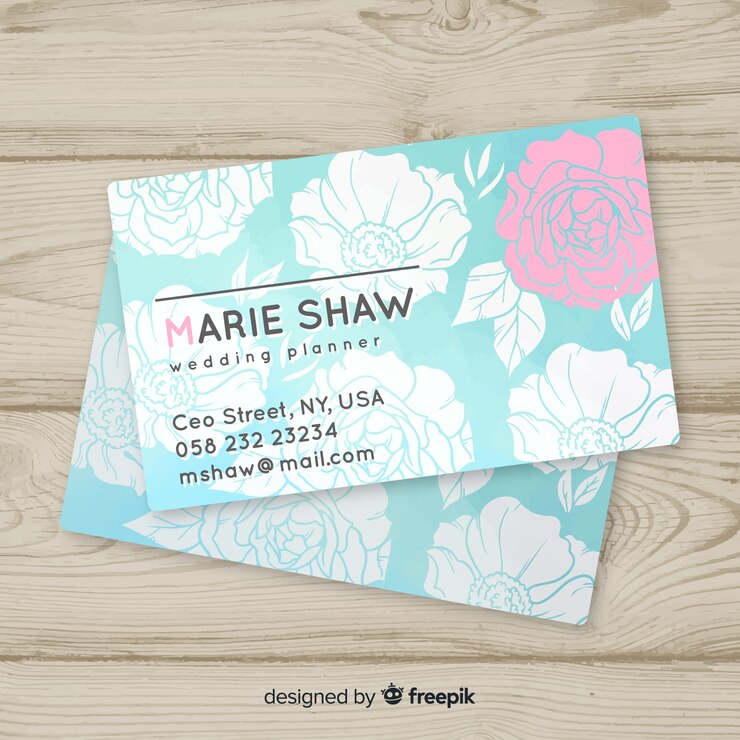 MARIE SHAW
wedding planner
Ceo Street, NY, USA
058 232 23234
mshaw@mail.com
designed by freepik